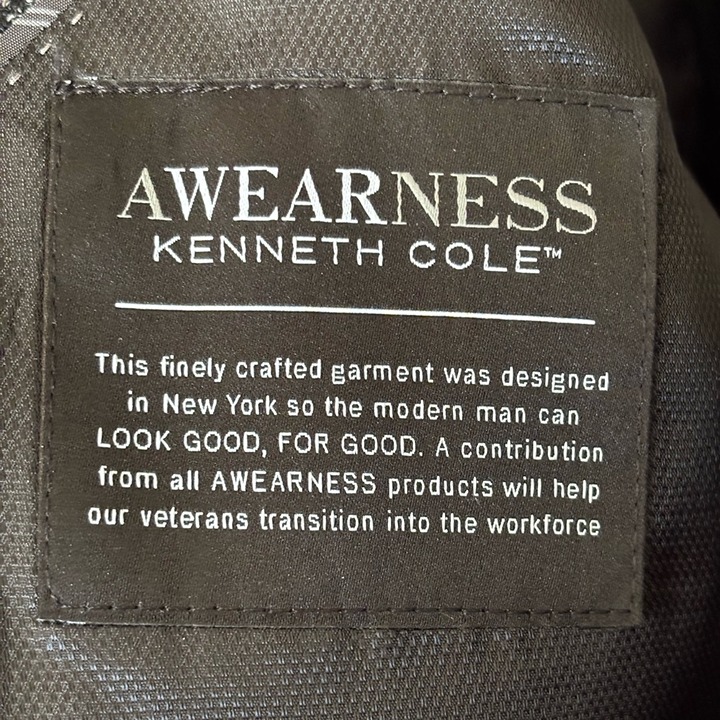 AWEARNESS
KENNETH COLE™
This finely crafted garment was designed
in New York so the modern man can
LOOK GOOD, FOR GOOD. A contribution
from all AWEARNESS products will help
our veterans transition into the workforce